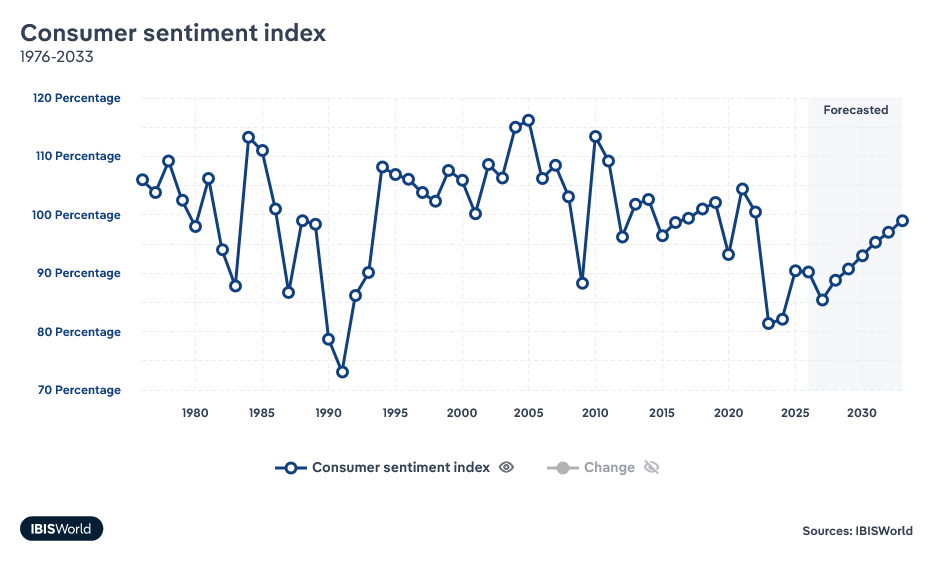 Consumer sentiment index
1976-2033
120 Percentage
Forecasted
110 Percentage
100 Percentage
90 Percentage
80 Percentage
70 Percentage
1980 1985 1990 1995 2000 2005 2010 2015 2020 2025 2030
Consumer sentiment index Change
IBISWorld
Sources: IBISWorld